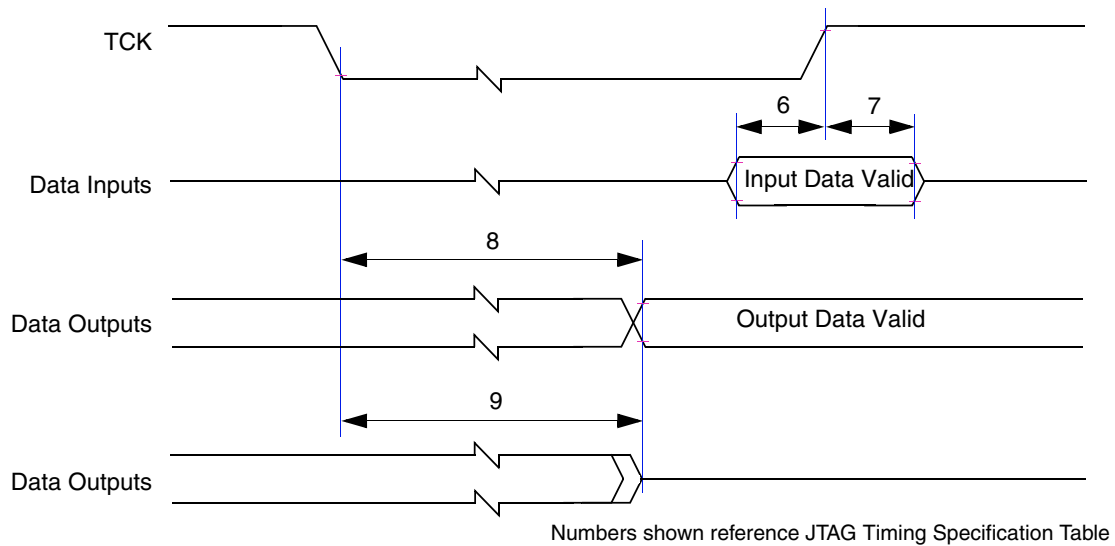 TCK
6
7
Data Inputs
Input Data Valid
8
Data Outputs
Output Data Valid
9
Data Outputs
Numbers shown reference JTAG Timing Specification Table